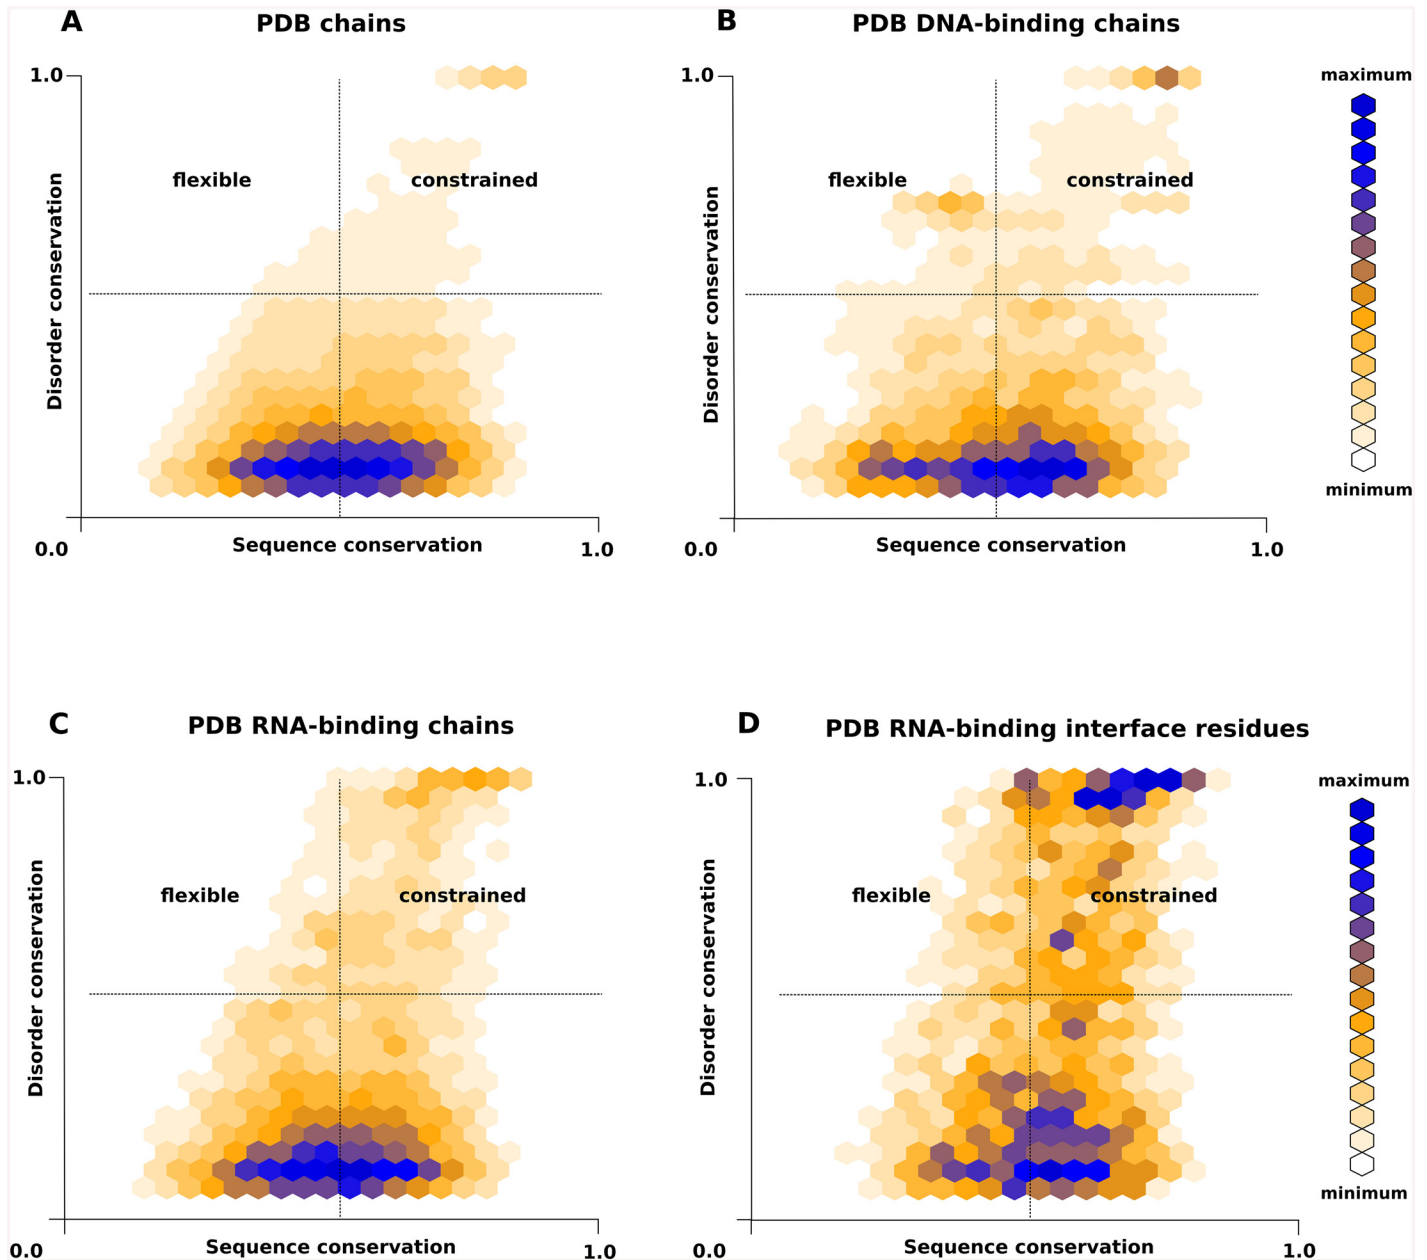 A
PDB chains
B
PDB DNA-binding chains
1.0
1.0
maximum
flexible
constrained
flexible
constrained
Disorder conservation
Disorder conservation
minimum
0.0
Sequence conservation
1.0
0.0
Sequence conservation
1.0
C
PDB RNA-binding chains
D
PDB RNA-binding interface residues
1.0
1.0
maximum
flexible
constrained
flexible
constrained
Disorder conservation
Disorder conservation
minimum
0.0
Sequence conservation
1.0
0.0
Sequence conservation
1.0